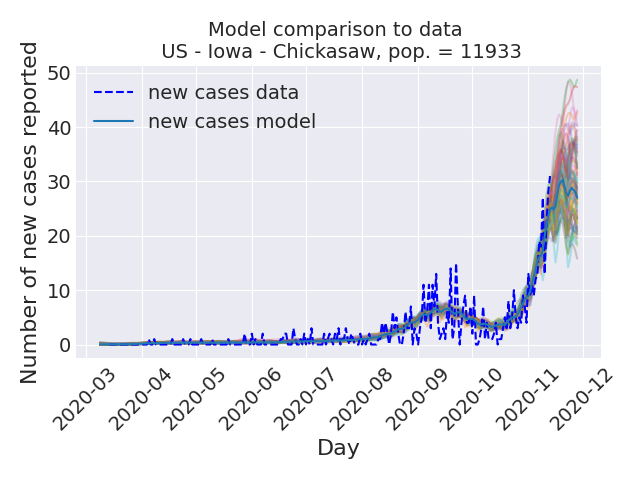 Model comparison to data
US - Iowa - Chickasaw, pop. = 11933
Number of new cases reported
50
40
30
20
10
0
new cases data
new cases model
2020-03
2020-04
2020-05
2020-06
2020-07
2020-08
2020-09
2020-10
2020-11
2020-12
Day